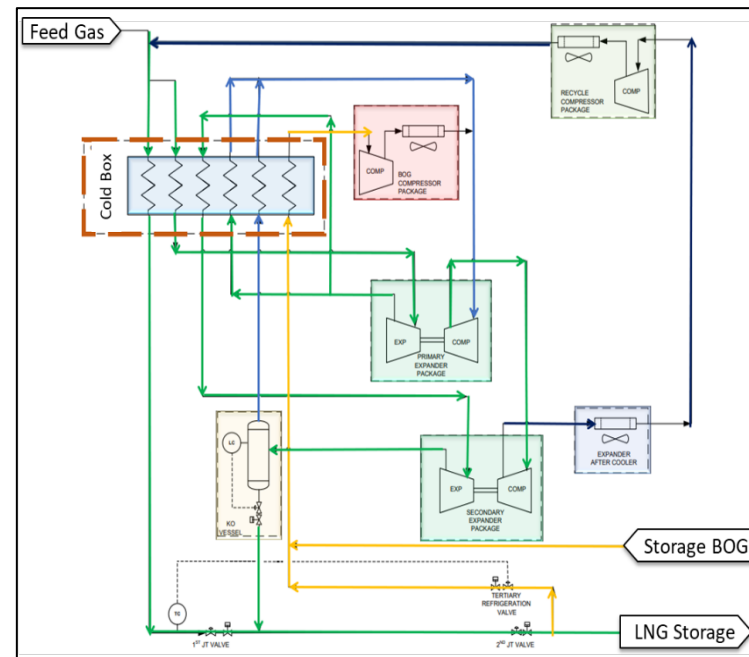 Feed Gas
COMP
RECYCLE
COMPRESSOR
PACKAGE
Cold Box
COMP
BOG
COMPRESSOR
PACKAGE
EXP
COMP
PRIMARY
EXPANDER
PACKAGE
LC
KO
VESSEL
EXP
COMP
SECONDARY
EXPANDER
PACKAGE
EXPANDER
AFTER COOLER
Storage BOG
TERTIARY
REFRIGERATION
VALVE
TC
1ST JT VALVE
2ND JT VALVE
LNG Storage